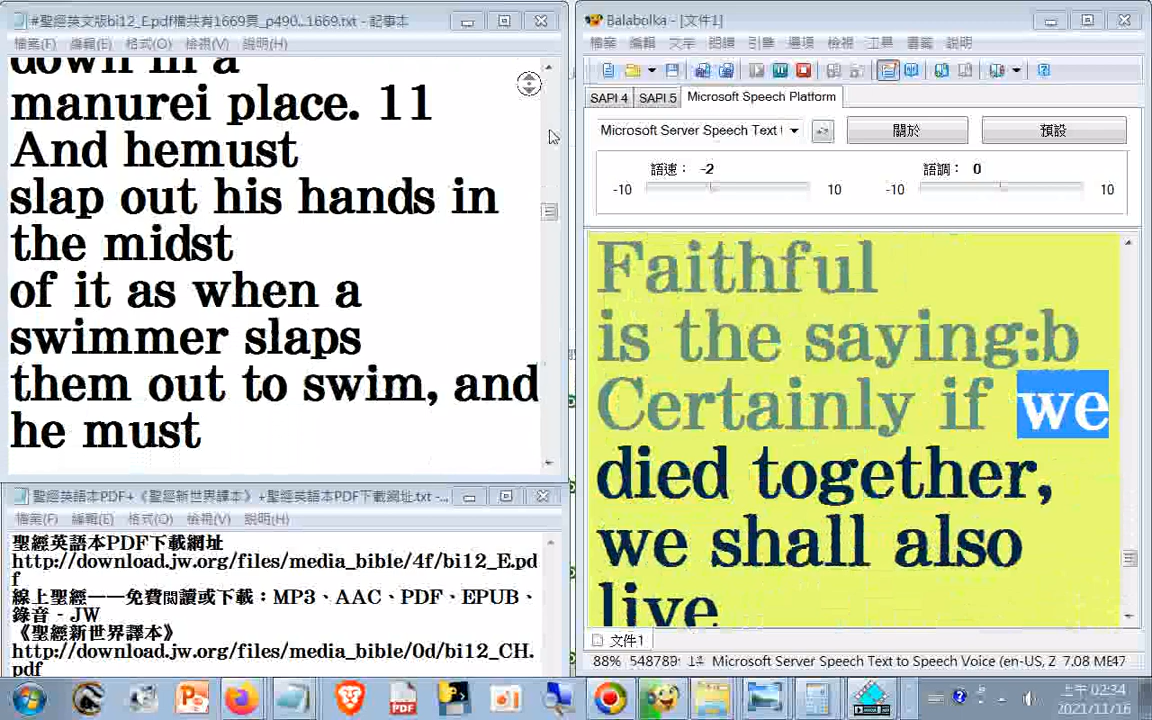 #聖經英文版bi12_E.pdf檔共有1669頁_p490..1669.txt - 記事本
檔案(F) 編輯(E) 格式(O) 檢視(V) 說明(H)
down in a
manurei place. 11
And hemust
slap out his hands in
the midst
of it as when a
swimmer slaps
them out to swim, and
he must
聖經英語本PDF+《聖經新世界譯本》+聖經英語本PDF下載網址.txt - ...
檔案(F) 編輯(E) 格式(O) 檢視(V) 說明(H)
聖經英語本PDF下載網址
http://download.jw.org/files/media_bible/4f/bi12_E.pd
f
線上聖經——免費閱讀或下載：MP3、AAC、PDF、EPUB、
錄音 - JW
《聖經新世界譯本》
http://download.jw.org/files/media_bible/0d/bi12_CH.
pdf
Balabolka - [文件1]
檔案 編輯 文字 朗讀 引擎 選項 檢視 工具 書籤 說明
SAPI 4 SAPI 5 Microsoft Speech Platform
Microsoft Server Speech Text 關於 預設
語速： -2 語調： 0
-10 10 -10 10
Faithful
is the saying:b
Certainly if we
died together,
we shall also
live
文件1
88% 548789 Microsoft Server Speech Text to Speech Voice (en-US, Z 7.08 ME47
PDF
上午 02:34
2021/11/16